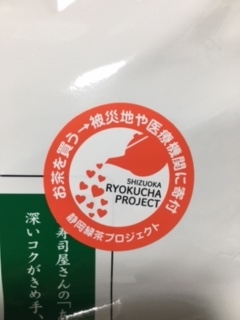 お茶を買う→被災地や医療機関に寄付
SHIZUOKA
RYOKUCHA
PROJECT
静岡緑茶プロジェクト
寿司屋さんの「
深いコクがきめ手、